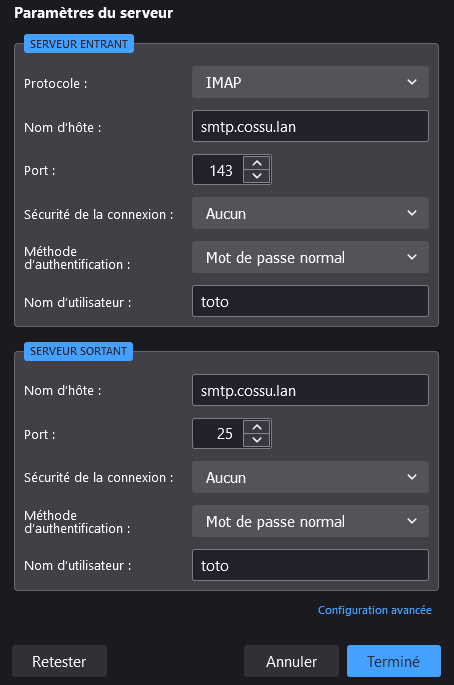 Paramètres du serveur
SERVEUR ENTRANT
Protocole :
IMAP
Nom d'hôte :
smtp.cossu.lan
Port :
143
Sécurité de la connexion :
Aucun
Méthode
d'authentification :
Mot de passe normal
Nom d'utilisateur :
toto
SERVEUR SORTANT
Nom d'hôte :
smtp.cossu.lan
Port :
25
Sécurité de la connexion :
Aucun
Méthode
d'authentification :
Mot de passe normal
Nom d'utilisateur :
toto
Configuration avancée
Retester
Annuler
Terminé